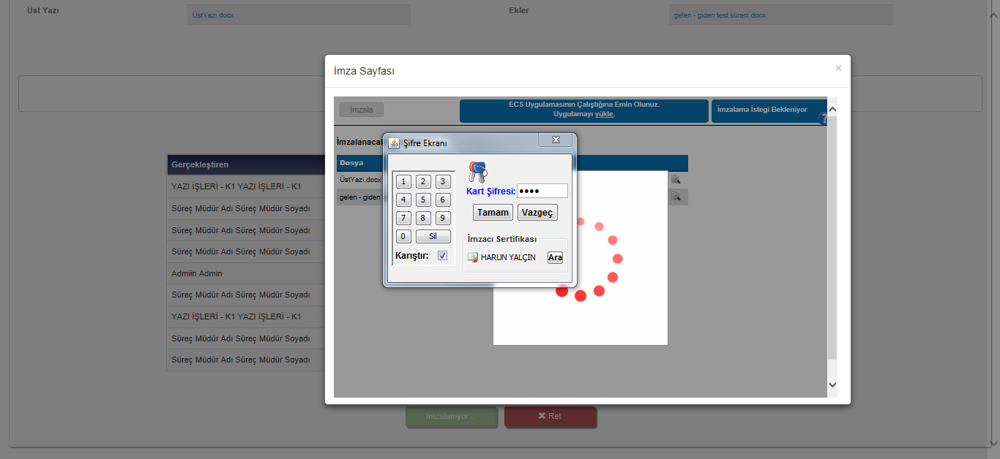 Üst Yazı
ÜstYazı.docx
Ekler
gelen - giden test süreci.docx
İmza Sayfası
×
İmzala
ECS Uygulamasının Çalıştığına Emin Olunuz.
Uygulamayı yükle.
İmzalama İstegi Bekleniyor
?
İmzalanacal
Dosya
ÜstYazı.docx
gelen - giden
Şifre Ekranı
1 2 3
4 5 6
7 8 9
0 Sil
Karıştır:
Kart Şifresi: ●●●●
Tamam Vazgeç
İmzacı Sertifikası
HARUN YALÇIN Ara
Gerçekleştiren
YAZI İŞLERİ - K1 YAZI İŞLERİ - K1
Süreç Müdür Adı Süreç Müdür Soyadı
Süreç Müdür Adı Süreç Müdür Soyadı
Süreç Müdür Adı Süreç Müdür Soyadı
Admiin Admin
Süreç Müdür Adı Süreç Müdür Soyadı
YAZI İŞLERİ - K1 YAZI İŞLERİ - K1
Süreç Müdür Adı Süreç Müdür Soyadı
Süreç Müdür Adı Süreç Müdür Soyadı
İmzalanıyor...
✖ Ret